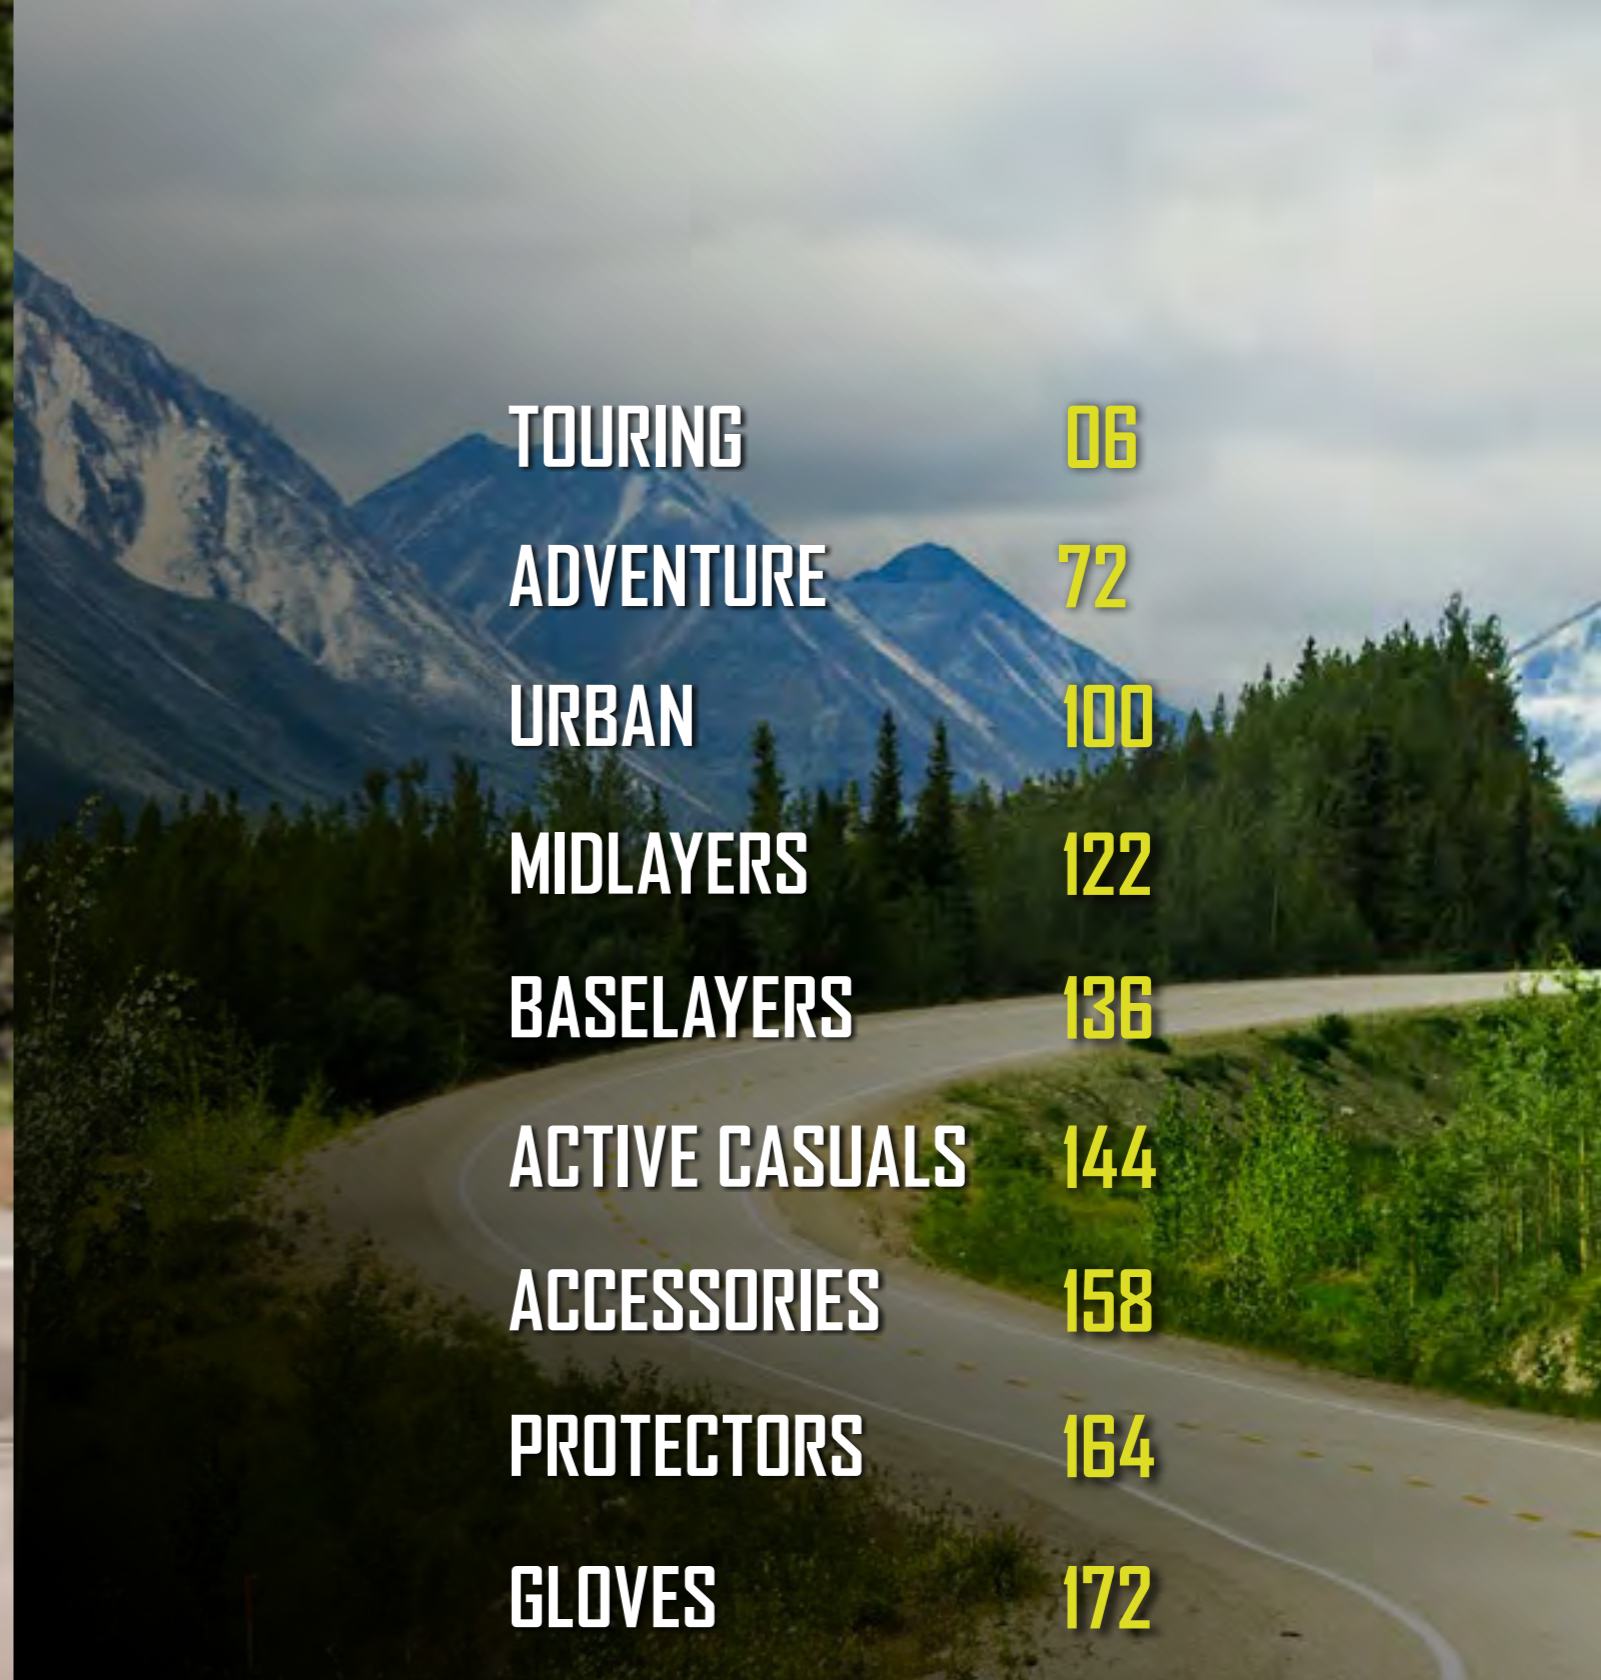 TOURING 06
ADVENTURE 72
URBAN 100
MIDLAYERS 122
BASELAYERS 136
ACTIVE CASUALS 144
ACCESSORIES 158
PROTECTORS 164
GLOVES 172